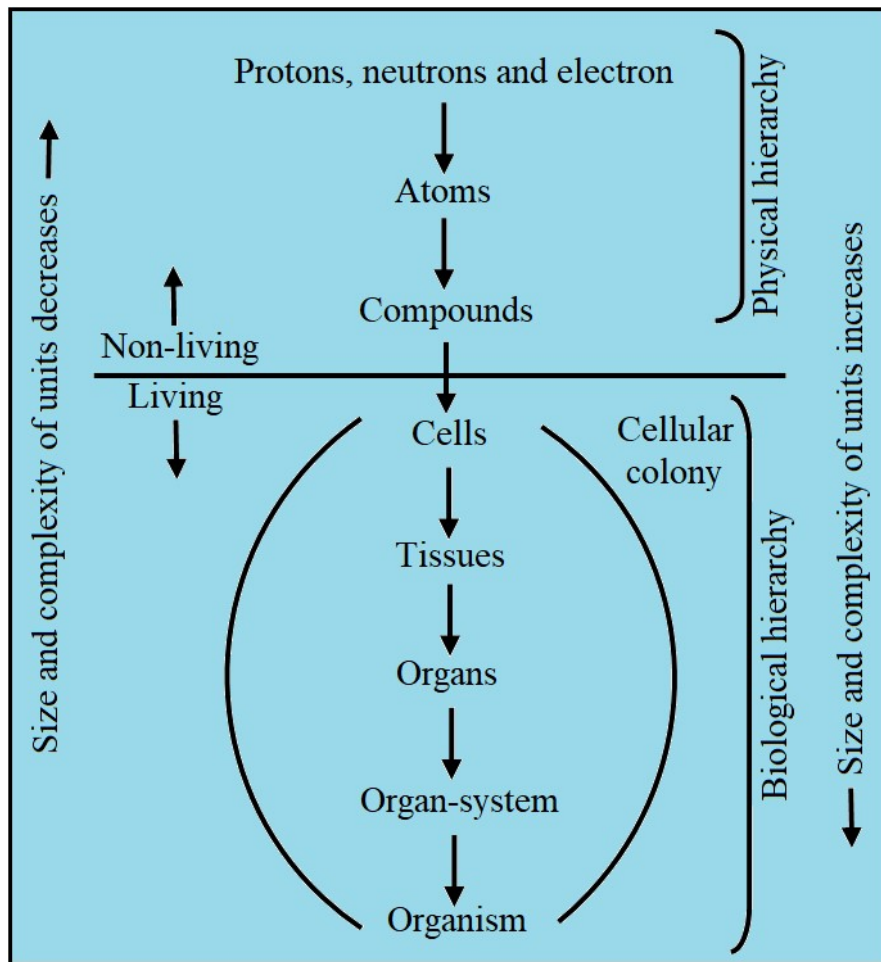 Protons, neutrons and electron
Atoms
Compounds
Physical hierarchy
Size and complexity of units decreases
Non-living
Living
Cells
Cellular
colony
Tissues
Organs
Organ-system
Organism
Biological hierarchy
Size and complexity of units increases